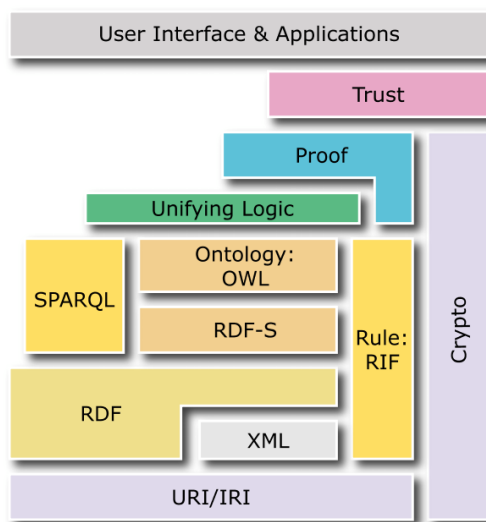 User Interface & Applications
Trust
Proof
Unifying Logic
Ontology:
OWL
SPARQL
RDF-S
Rule:
RIF
Crypto
RDF
XML
URI/IRI